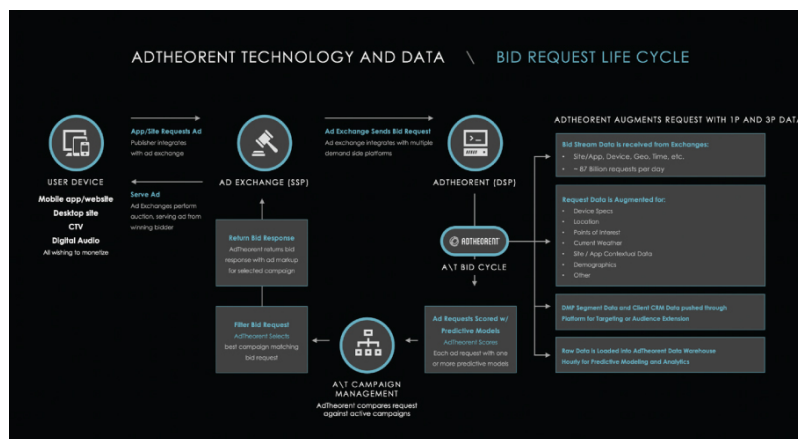 ADTHEORENT TECHNOLOGY AND DATA \ BID REQUEST LIFE CYCLE
USER DEVICE
Mobile app/website
Desktop site
CTV
Digital Audio
All wishing to monetize
App/Site Requests Ad
Publisher integrates
with ad exchange
Serve Ad
Ad Exchanges perform
auction, serving ad from
winning bidder
AD EXCHANGE (SSP)
Ad Exchange Sends Bid Request
Ad exchange integrates with multiple
demand side platforms
ADTHEORENT (DSP)
ADTHEORENT
A\T BID CYCLE
Return Bid Response
AdTheorent returns bid
response with ad markup
for selected campaign
Filter Bid Request
AdTheorent Selects
best campaign matching
bid request
A\T CAMPAIGN
MANAGEMENT
AdTheorent compares request
against active campaigns
Ad Requests Scored w/
Predictive Models
AdTheorent Scores
Each ad request with one
or more predictive models
ADTHEORENT AUGMENTS REQUEST WITH 1P AND 3P DATA
Bid Stream Data is received from Exchanges:
• Site/App, Device, Geo, Time, etc.
• ~ 87 Billion requests per day
Request Data is Augmented for:
• Device Specs
• Location
• Points of Interest
• Current Weather
• Site / App Contextual Data
• Demographics
• Other
DMP Segment Data and Client CRM Data pushed through
Platform for Targeting or Audience Extension
Raw Data is Loaded into AdTheorent Data Warehouse
Hourly for Predictive Modeling and Analytics